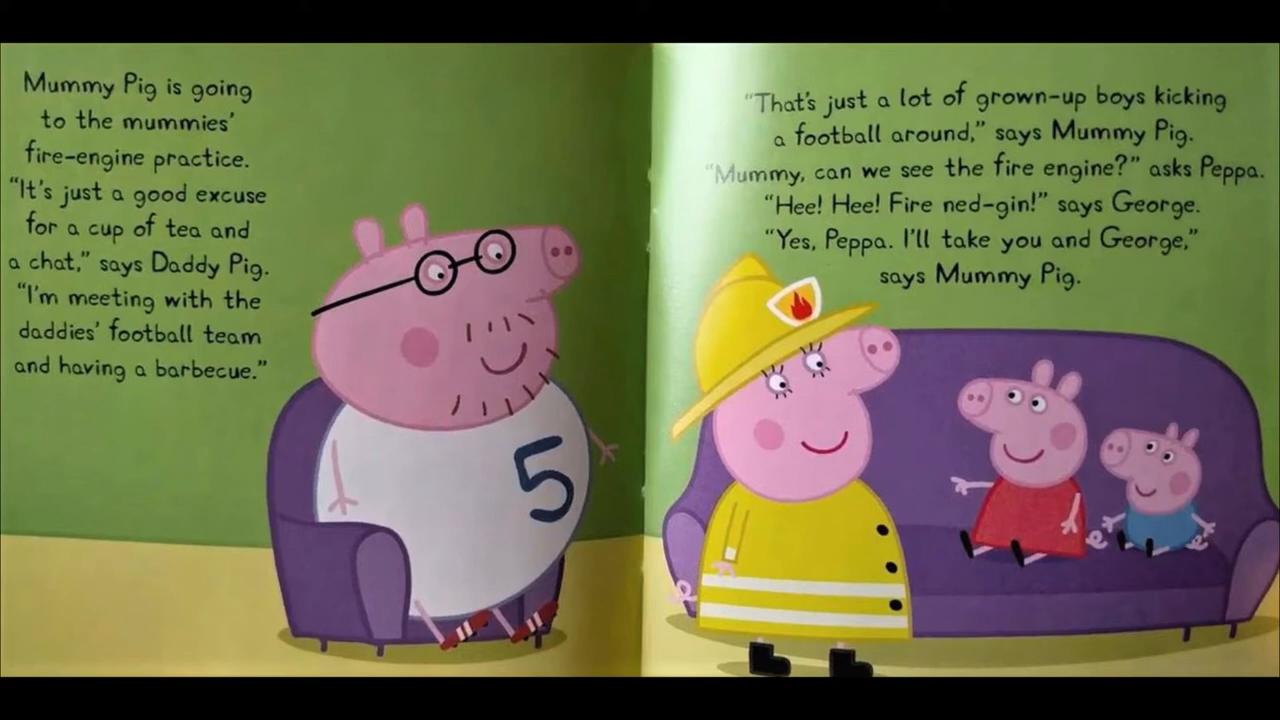 Mummy Pig is going
to the mummies'
fire-engine practice.
"It's just a good excuse
for a cup of tea and
a chat," says Daddy Pig.
"I'm meeting with the
daddies' football team
and having a barbecue."
5
"That's just a lot of grown-up boys kicking
a football around," says Mummy Pig.
"Mummy, can we see the fire engine?" asks Peppa.
"Hee! Hee! Fire ned-gin!" says George.
"Yes, Peppa. I'll take you and George,"
says Mummy Pig.